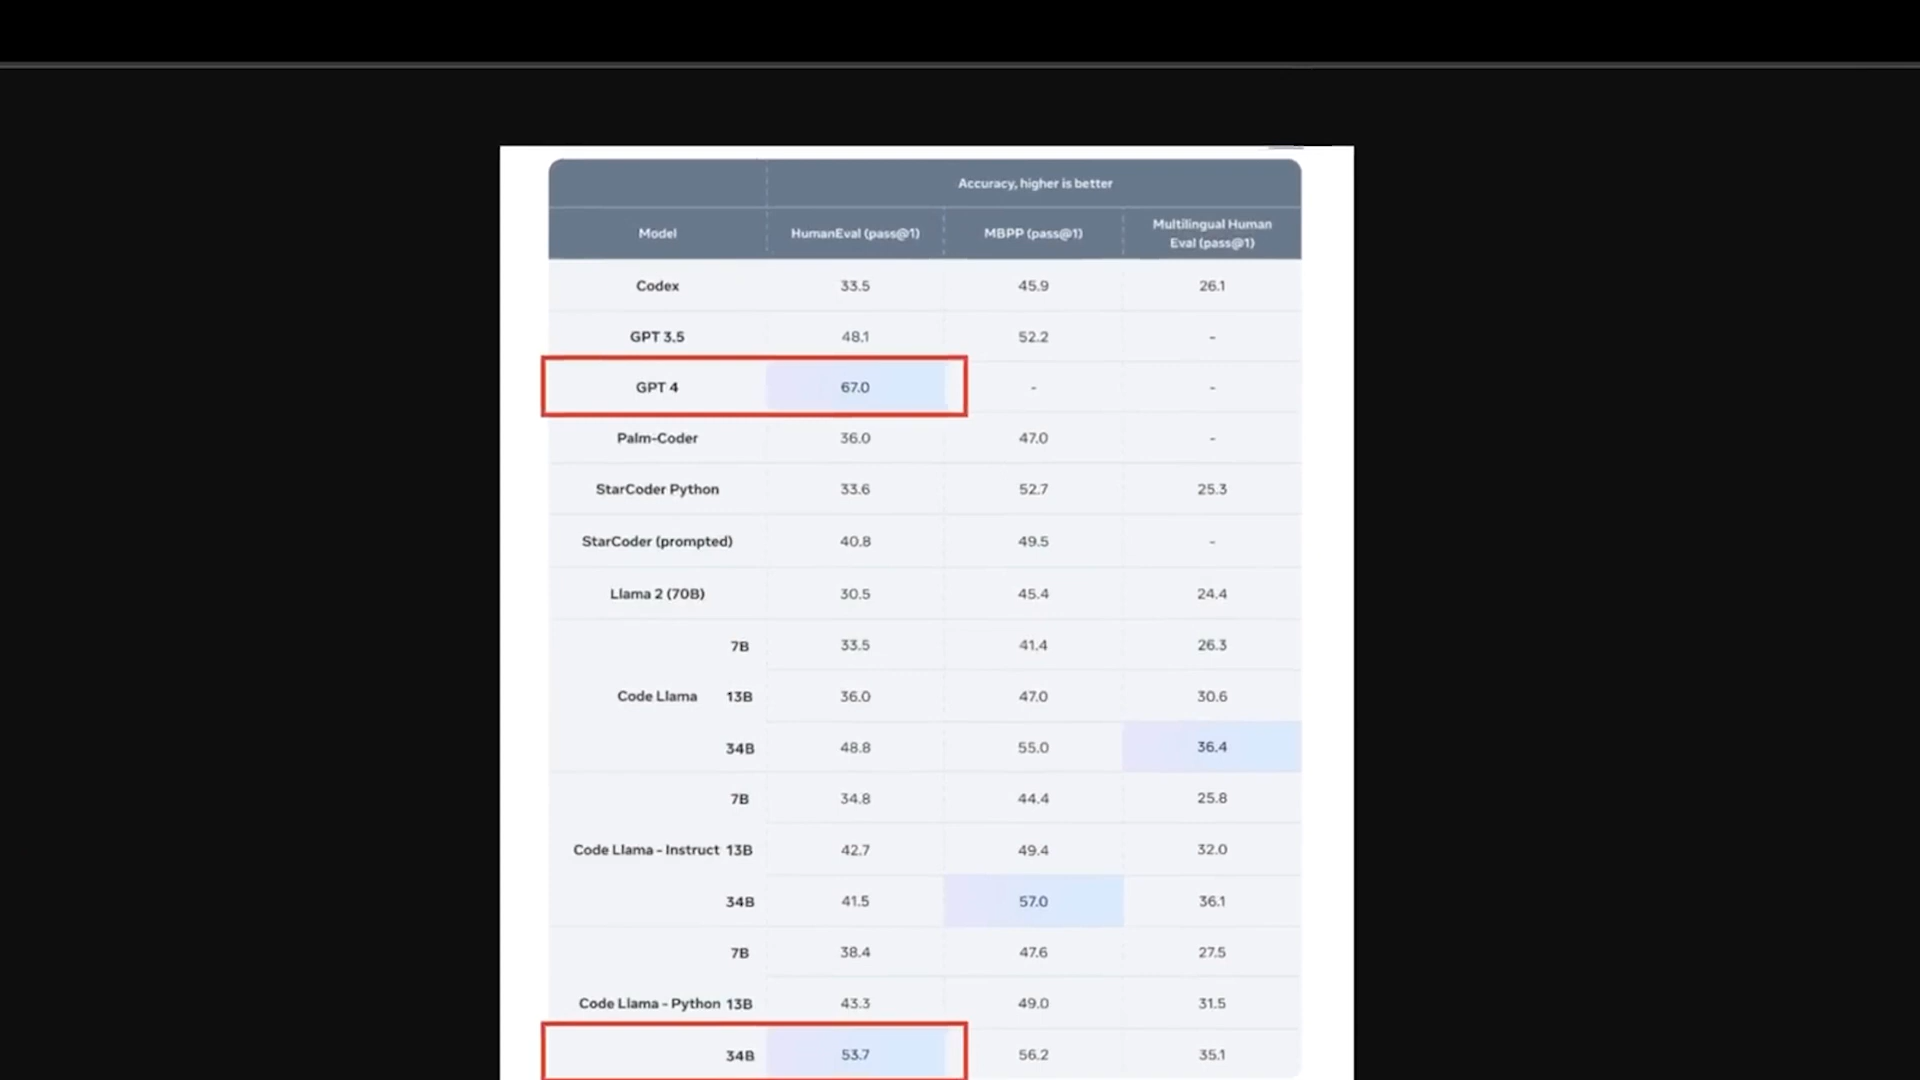 Accuracy, higher is better
Model HumanEval (pass@1) MBPP (pass@1) Multilingual Human Eval (pass@1)
Codex 33.5 45.9 26.1
GPT 3.5 48.1 52.2 -
GPT 4 67.0 - -
Palm-Coder 36.0 47.0 -
StarCoder Python 33.6 52.7 25.3
StarCoder (prompted) 40.8 49.5 -
Llama 2 (70B) 30.5 45.4 24.4
7B 33.5 41.4 26.3
Code Llama 13B 36.0 47.0 30.6
34B 48.8 55.0 36.4
7B 34.8 44.4 25.8
Code Llama - Instruct 13B 42.7 49.4 32.0
34B 41.5 57.0 36.1
7B 38.4 47.6 27.5
Code Llama - Python 13B 43.3 49.0 31.5
34B 53.7 56.2 35.1